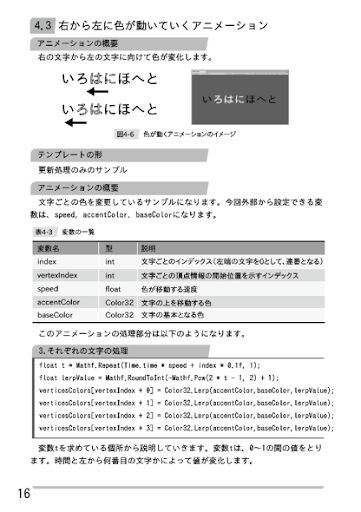 4.3 右から左に色が動いていくアニメーション
アニメーションの概要
右の文字から左の文字に向けて色が変化します。
いろはにほへと
いろはにほへと
いろはにほへと
図4-6 色が動くアニメーションのイメージ
テンプレートの形
更新処理のみのサンプル
アニメーションの概要
文字ごとの色を変更しているサンプルになります。今回外部から設定できる変
数は、speed, accentColor, baseColorになります。
表4-3 変数の一覧
変数名 型 説明
index int 文字ごとのインデックス(左端の文字を0として、連番となる)
vertexIndex int 文字ごとの頂点情報の開始位置を示すインデックス
speed float 色が移動する速度
accentColor Color32 文字の上を移動する色
baseColor Color32 文字の基本となる色
このアニメーションの処理部分は以下のようになります。
3.それぞれの文字の処理
float t = Mathf.Repeat(Time.time * speed + index * 0.1f, 1);
float lerpValue = Mathf.RoundToInt(-Mathf.Pow(2 * t - 1, 2) + 1);
verticesColors[vertexIndex + 0] = Color32.Lerp(accentColor,baseColor,lerpValue);
verticesColors[vertexIndex + 1] = Color32.Lerp(accentColor,baseColor,lerpValue);
verticesColors[vertexIndex + 2] = Color32.Lerp(accentColor,baseColor,lerpValue);
verticesColors[vertexIndex + 3] = Color32.Lerp(accentColor,baseColor,lerpValue);
変数tを求めている個所から説明していきます。変数tは、0〜1の間の値をとり
ます。時間と左から何番目の文字かによって値が変化します。
16